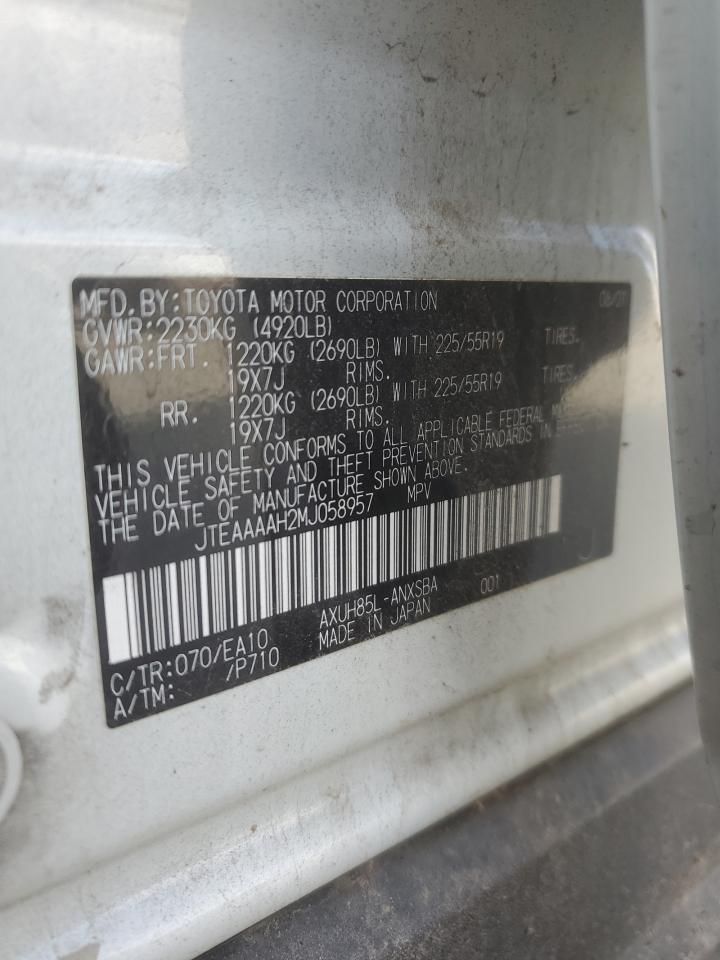 MFD. BY: TOYOTA MOTOR CORPORATION
GVWR: 2230KG (4920LB)
GAWR: FRT. 1220KG (2690LB) WITH 225/55R19 TIRES.
19X7J RIMS.
RR. 1220KG (2690LB) WITH 225/55R19 TIRES.
19X7J RIMS.
THIS VEHICLE CONFORMS TO ALL APPLICABLE FEDERAL
VEHICLE SAFETY AND THEFT PREVENTION STANDARDS IN
THE DATE OF MANUFACTURE SHOWN ABOVE.
JTEAAAAH2MJ058957 MPV
C/TR: 070/EA10 AXUH85L-ANXSBA 001
A/TM: /P710 MADE IN JAPAN